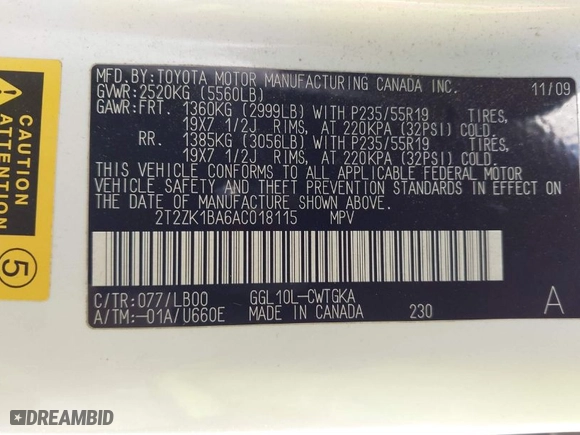 MFD.BY:TOYOTA MOTOR MANUFACTURING CANADA INC. 11/09
GVWR:2520KG (5560LB)
GAWR:FRT. 1360KG (2999LB) WITH P235/55R19 TIRES,
19X7 1/2J RIMS, AT 220KPA (32PSI) COLD.
RR. 1385KG (3056LB) WITH P235/55R19 TIRES,
19X7 1/2J RIMS, AT 220KPA (32PSI) COLD.
THIS VEHICLE CONFORMS TO ALL APPLICABLE FEDERAL MOTOR
VEHICLE SAFETY AND THEFT PREVENTION STANDARDS IN EFFECT ON
THE DATE OF MANUFACTURE SHOWN ABOVE.
2T2ZK1BA6AC018115 MPV
5
C/TR:077/LB00 GGL10L-CWTGKA A
A/TM:-01A/U660E MADE IN CANADA 230
DREAMBID